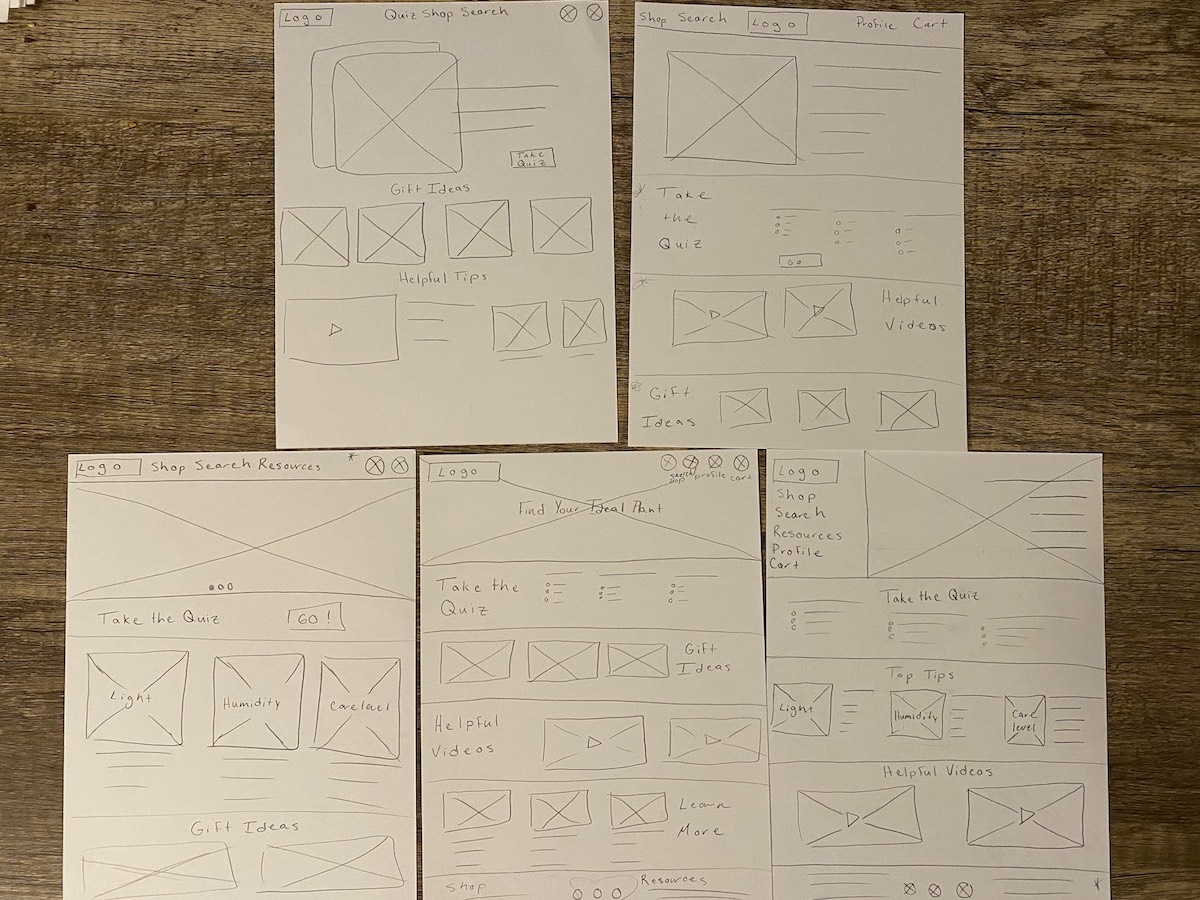 Logo
Quiz Shop Search
Take
Quiz
Gift Ideas
Helpful Tips
Shop Search
Logo
Profile Cart
Take
the
Quiz
Go
Helpful
Videos
Gift
Ideas
Logo
Shop Search Resources
Take the Quiz
GO!
Light
Humidity
Care level
Gift Ideas
Logo
search
shop
profile
cart
Find Your Ideal Plant
Take the
Quiz
Gift
Ideas
Helpful
Videos
Learn
More
Shop
Resources
Logo
Shop
Search
Resources
Profile
Cart
Take the Quiz
Top Tips
Light
Humidity
Care
level
Helpful Videos